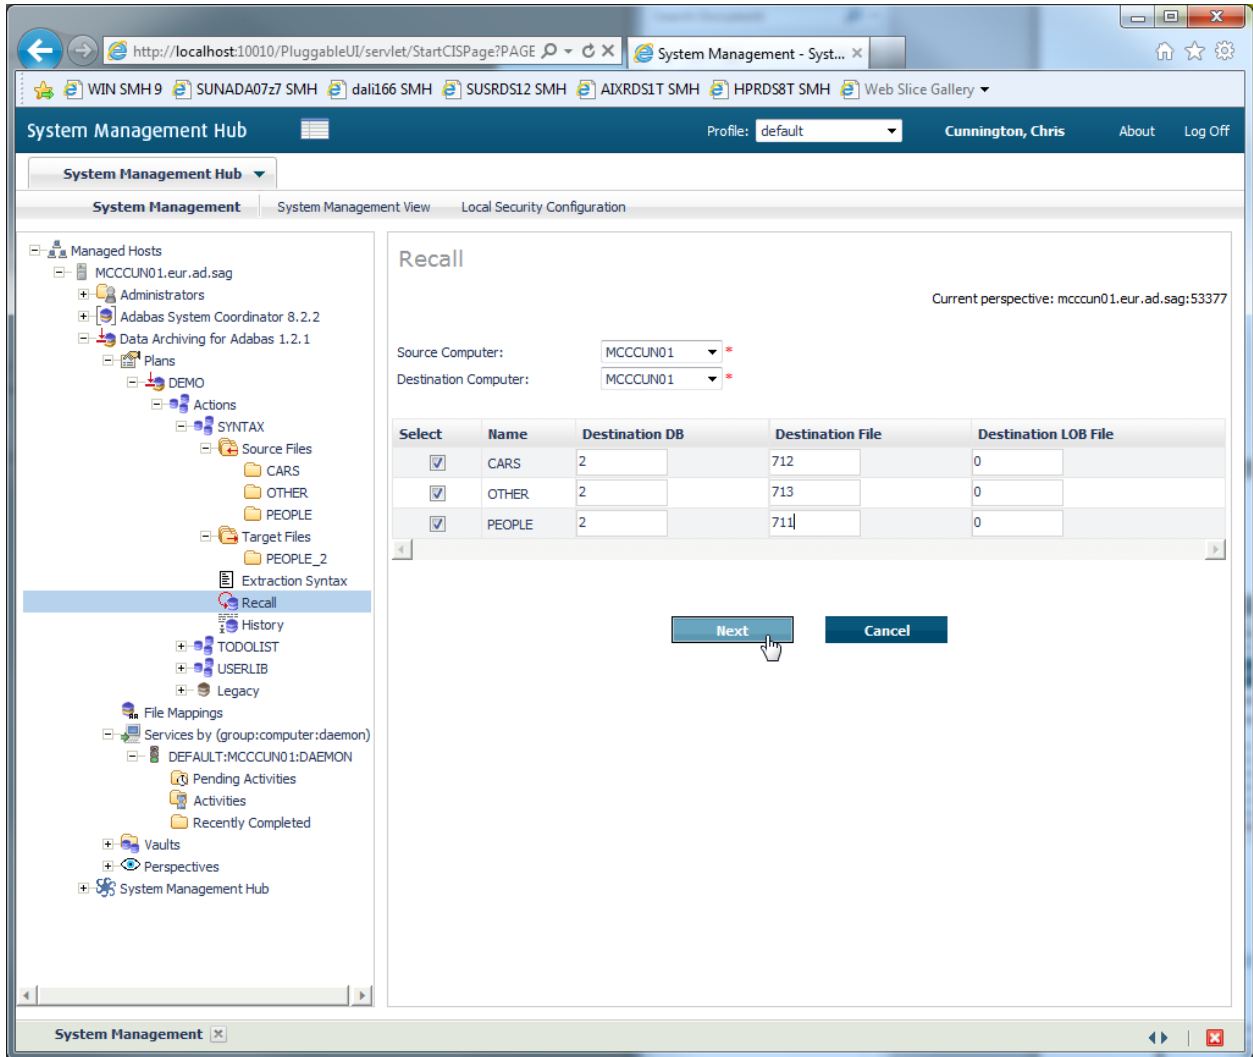 http://localhost:10010/PluggableUI/servlet/StartCISPage?PAGE
System Management - Syst...
WIN SMH 9 SUNADA07z7 SMH dali166 SMH SUSRDS12 SMH AIXRDS1T SMH HPRDS8T SMH Web Slice Gallery
System Management Hub Profile: default Cunnington, Chris About Log Off
System Management Hub
System Management System Management View Local Security Configuration
Managed Hosts
MCCCUN01.eur.ad.sag
Administrators
Adabas System Coordinator 8.2.2
Data Archiving for Adabas 1.2.1
Plans
DEMO
Actions
SYNTAX
Source Files
CARS
OTHER
PEOPLE
Target Files
PEOPLE_2
Extraction Syntax
Recall
History
TODOLIST
USERLIB
Legacy
File Mappings
Services by (group:computer:daemon)
DEFAULT:MCCCUN01:DAEMON
Pending Activities
Activities
Recently Completed
Vaults
Perspectives
System Management Hub
Recall
Current perspective: mcccun01.eur.ad.sag:53377
Source Computer: MCCCUN01 *
Destination Computer: MCCCUN01 *
Select Name Destination DB Destination File Destination LOB File
CARS 2 712 0
OTHER 2 713 0
PEOPLE 2 711 0
Next Cancel
System Management